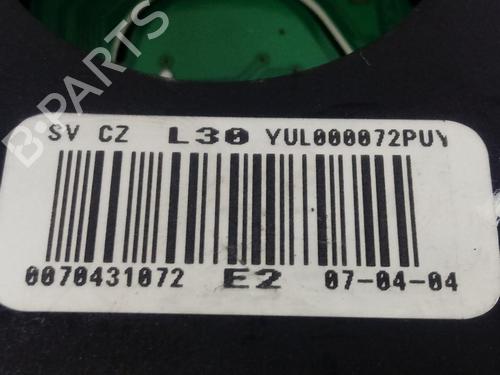 SV CZ L30 YUL000072PUY
0070431072 E2 07-04-04
B-PARTS